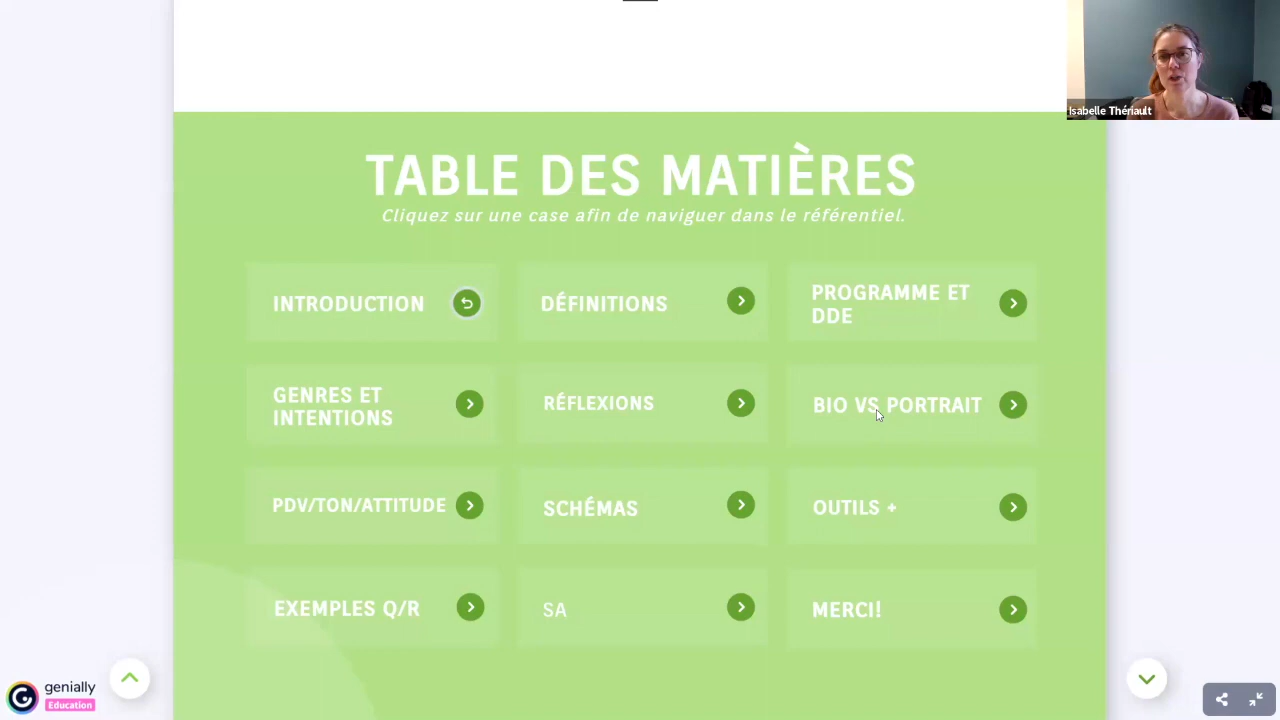 Isabelle Thériault
TABLE DES MATIÈRES
Cliquez sur une case afin de naviguer dans le référentiel.
INTRODUCTION
DÉFINITIONS
PROGRAMME ET
DDE
GENRES ET
INTENTIONS
RÉFLEXIONS
BIO VS PORTRAIT
PDV/TON/ATTITUDE
SCHÉMAS
OUTILS +
EXEMPLES Q/R
SA
MERCI!
genially
Education